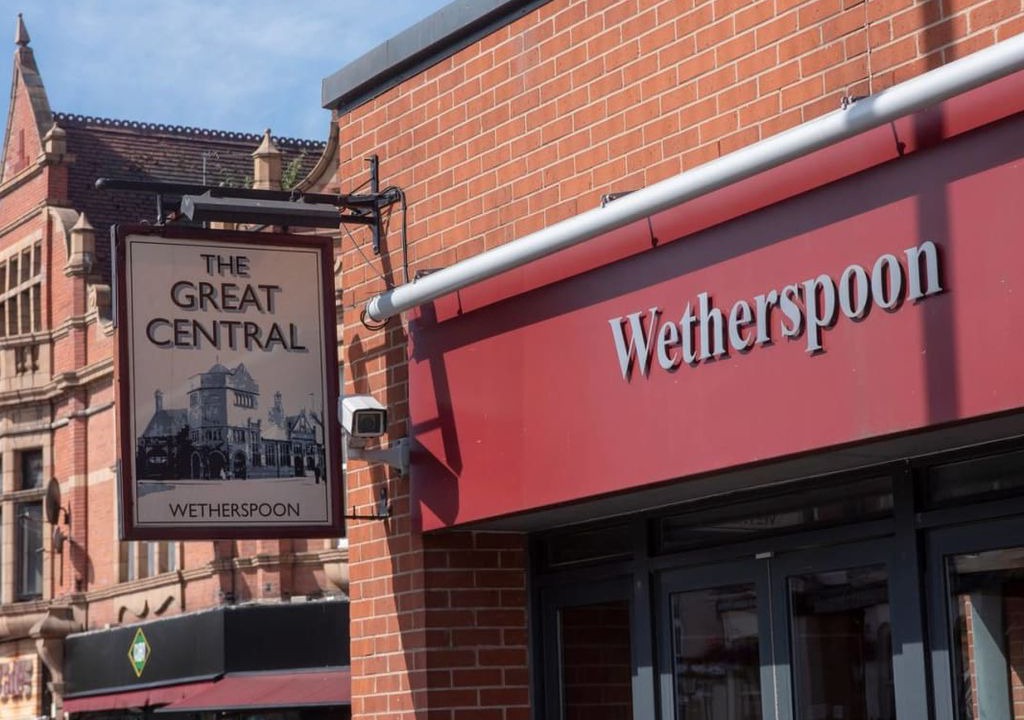 THE
GREAT
CENTRAL
WETHERSPOON
Wetherspoon